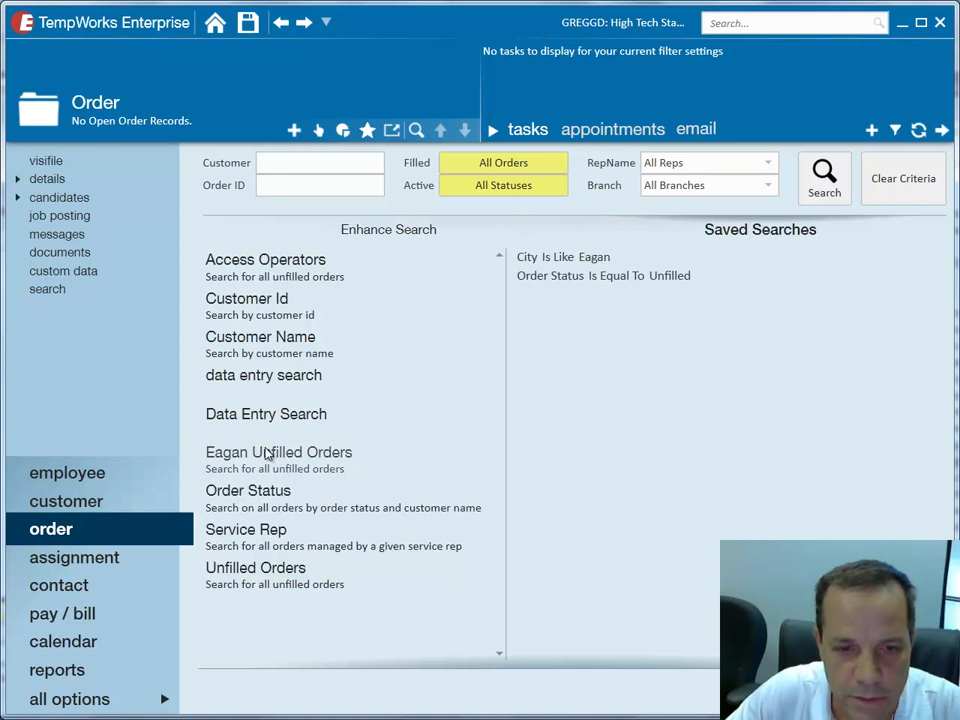 TempWorks Enterprise
GREGGD: High Tech Sta...
Search...
No tasks to display for your current filter settings
Order
No Open Order Records.
tasks appointments email
visifile
details
candidates
job posting
messages
documents
custom data
search
employee
customer
order
assignment
contact
pay / bill
calendar
reports
all options
Customer Filled All Orders RepName All Reps
Order ID Active All Statuses Branch All Branches
Search
Clear Criteria
Enhance Search
Access Operators
Search for all unfilled orders
Customer Id
Search by customer id
Customer Name
Search by customer name
data entry search
Data Entry Search
Eagan Unfilled Orders
Search for all unfilled orders
Order Status
Search on all orders by order status and customer name
Service Rep
Search for all orders managed by a given service rep
Unfilled Orders
Search for all unfilled orders
Saved Searches
City Is Like Eagan
Order Status Is Equal To Unfilled